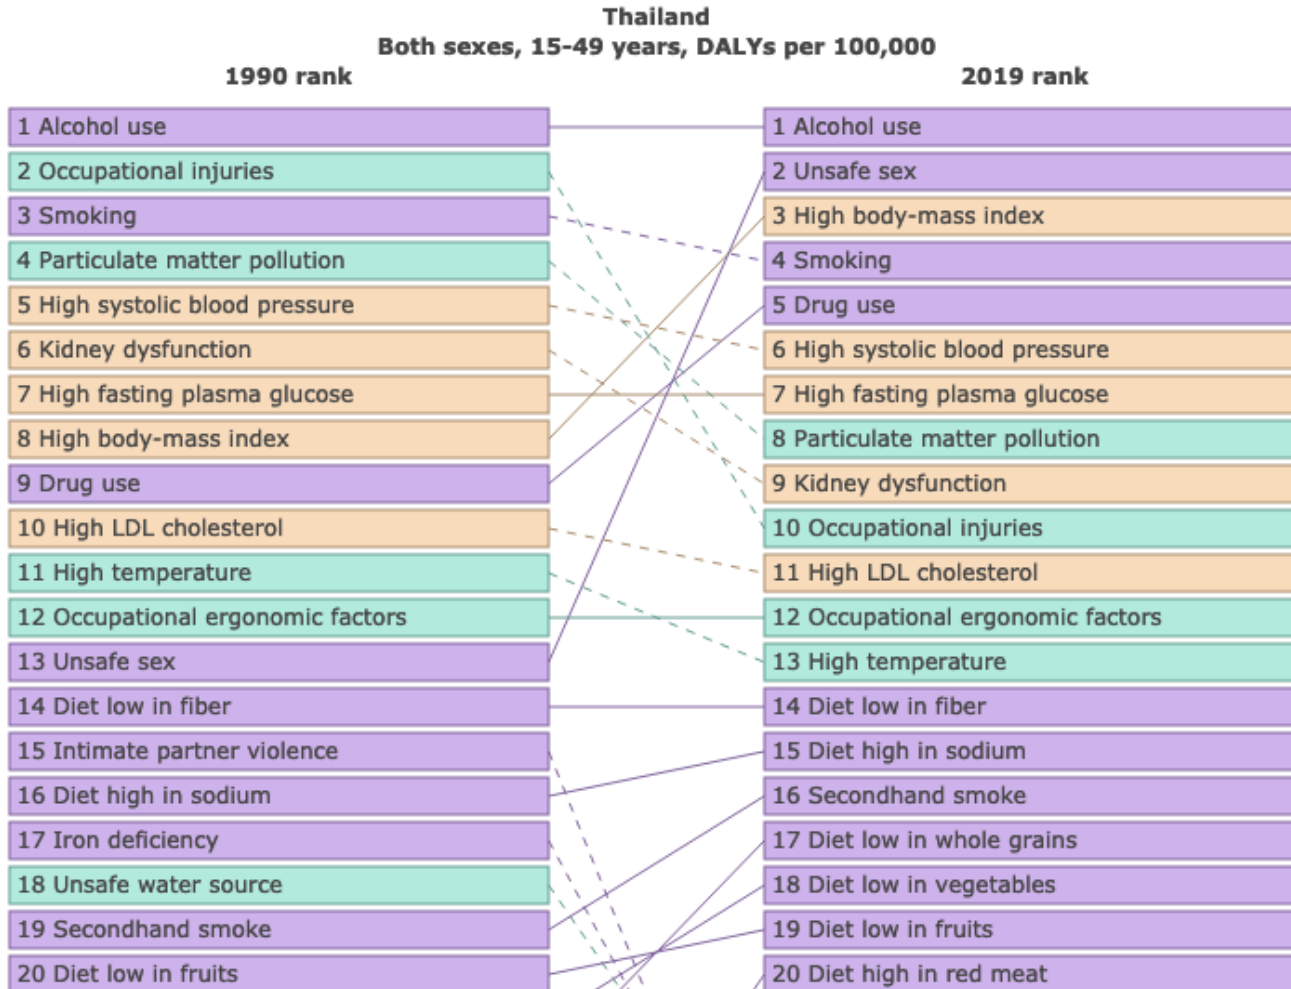 Thailand
Both sexes, 15-49 years, DALYs per 100,000
1990 rank
2019 rank
1 Alcohol use
1 Alcohol use
2 Occupational injuries
2 Unsafe sex
3 Smoking
3 High body-mass index
4 Particulate matter pollution
4 Smoking
5 High systolic blood pressure
5 Drug use
6 Kidney dysfunction
6 High systolic blood pressure
7 High fasting plasma glucose
7 High fasting plasma glucose
8 High body-mass index
8 Particulate matter pollution
9 Drug use
9 Kidney dysfunction
10 High LDL cholesterol
10 Occupational injuries
11 High temperature
11 High LDL cholesterol
12 Occupational ergonomic factors
12 Occupational ergonomic factors
13 Unsafe sex
13 High temperature
14 Diet low in fiber
14 Diet low in fiber
15 Intimate partner violence
15 Diet high in sodium
16 Diet high in sodium
16 Secondhand smoke
17 Iron deficiency
17 Diet low in whole grains
18 Unsafe water source
18 Diet low in vegetables
19 Secondhand smoke
19 Diet low in fruits
20 Diet low in fruits
20 Diet high in red meat